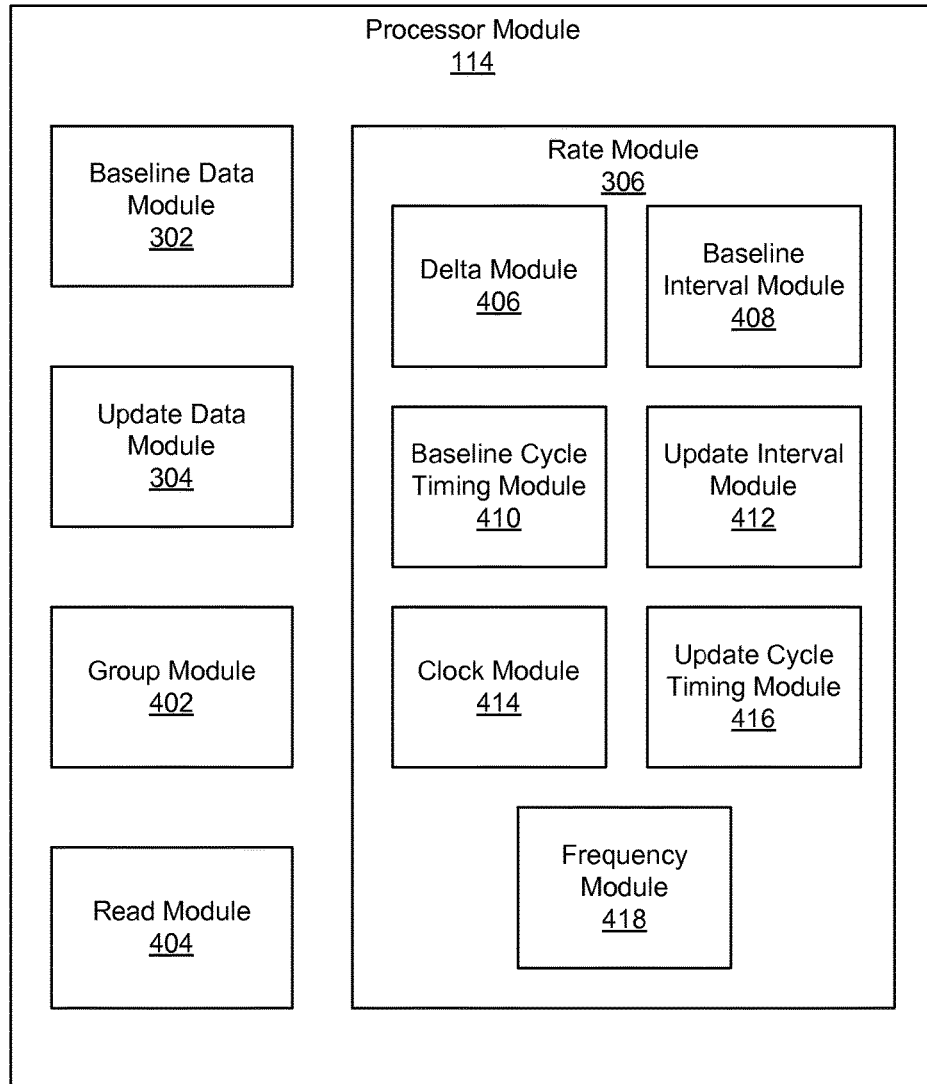 Processor Module
114
Baseline Data
Module
302
Update Data
Module
304
Group Module
402
Read Module
404
Rate Module
306
Delta Module
406
Baseline
Interval Module
408
Baseline Cycle
Timing Module
410
Update Interval
Module
412
Clock Module
414
Update Cycle
Timing Module
416
Frequency
Module
418